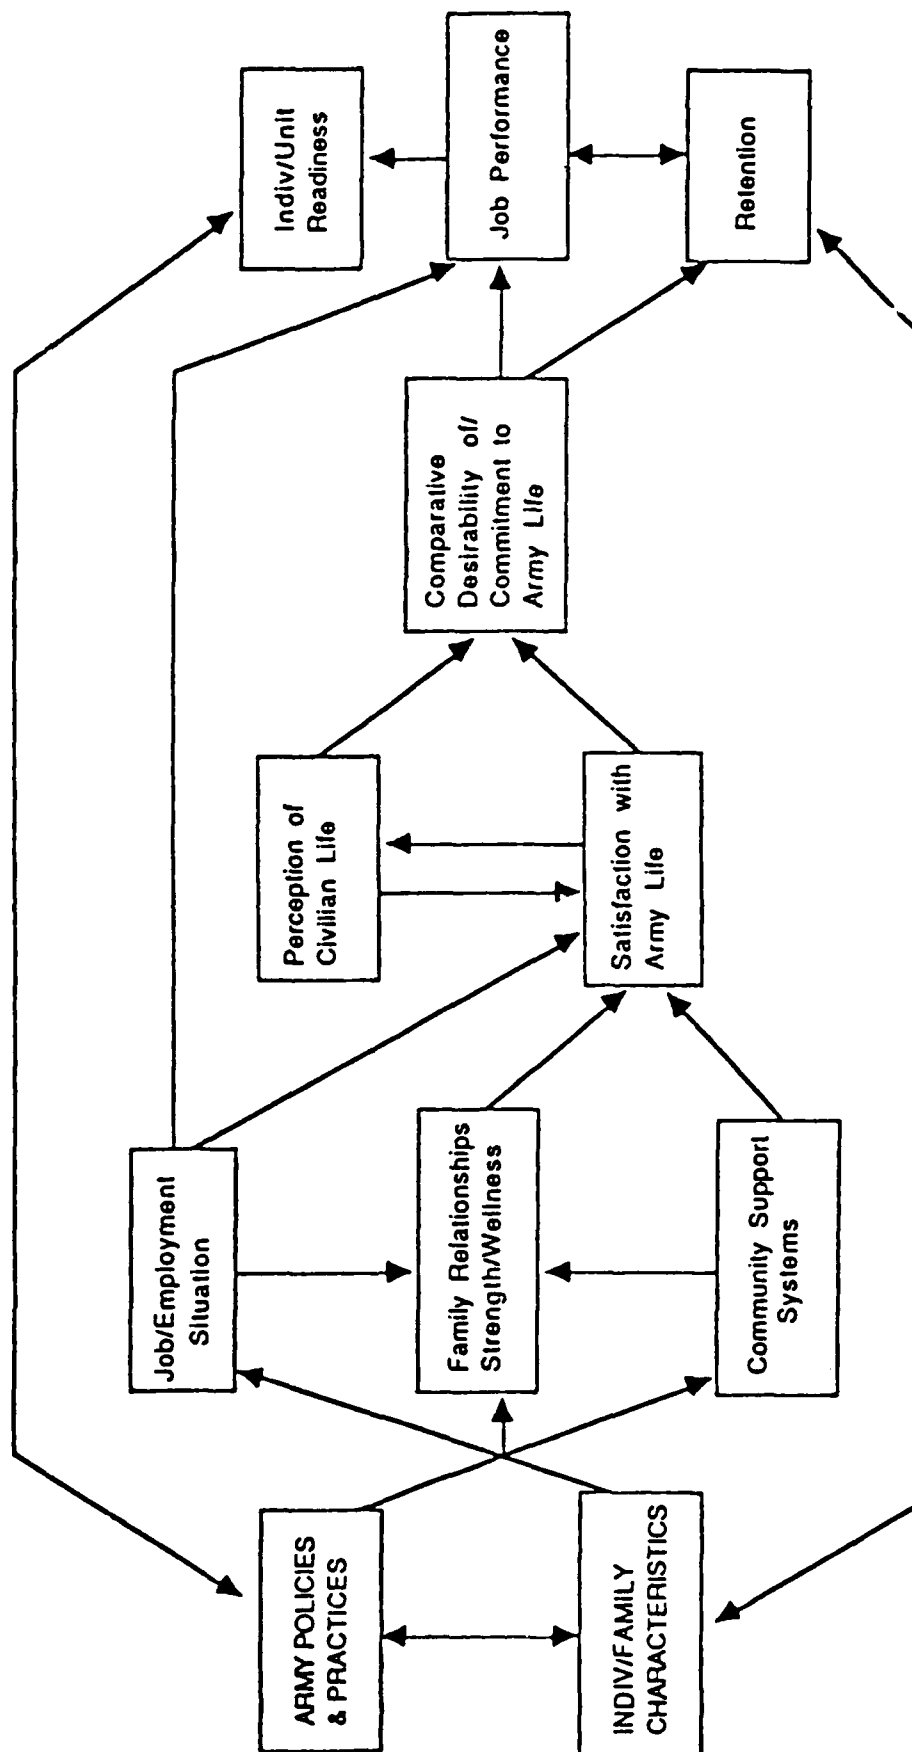 ARMY POLICIES
& PRACTICES
INDIV/FAMILY
CHARACTERISTICS
Job/Employment
Situation
Family Relationships
Strength/Wellness
Community Support
Systems
Perception of
Civilian Life
Satisfaction with
Army Life
Comparative
Desirability of/
Commitment to
Army Life
Indiv/Unit
Readiness
Job Performance
Retention